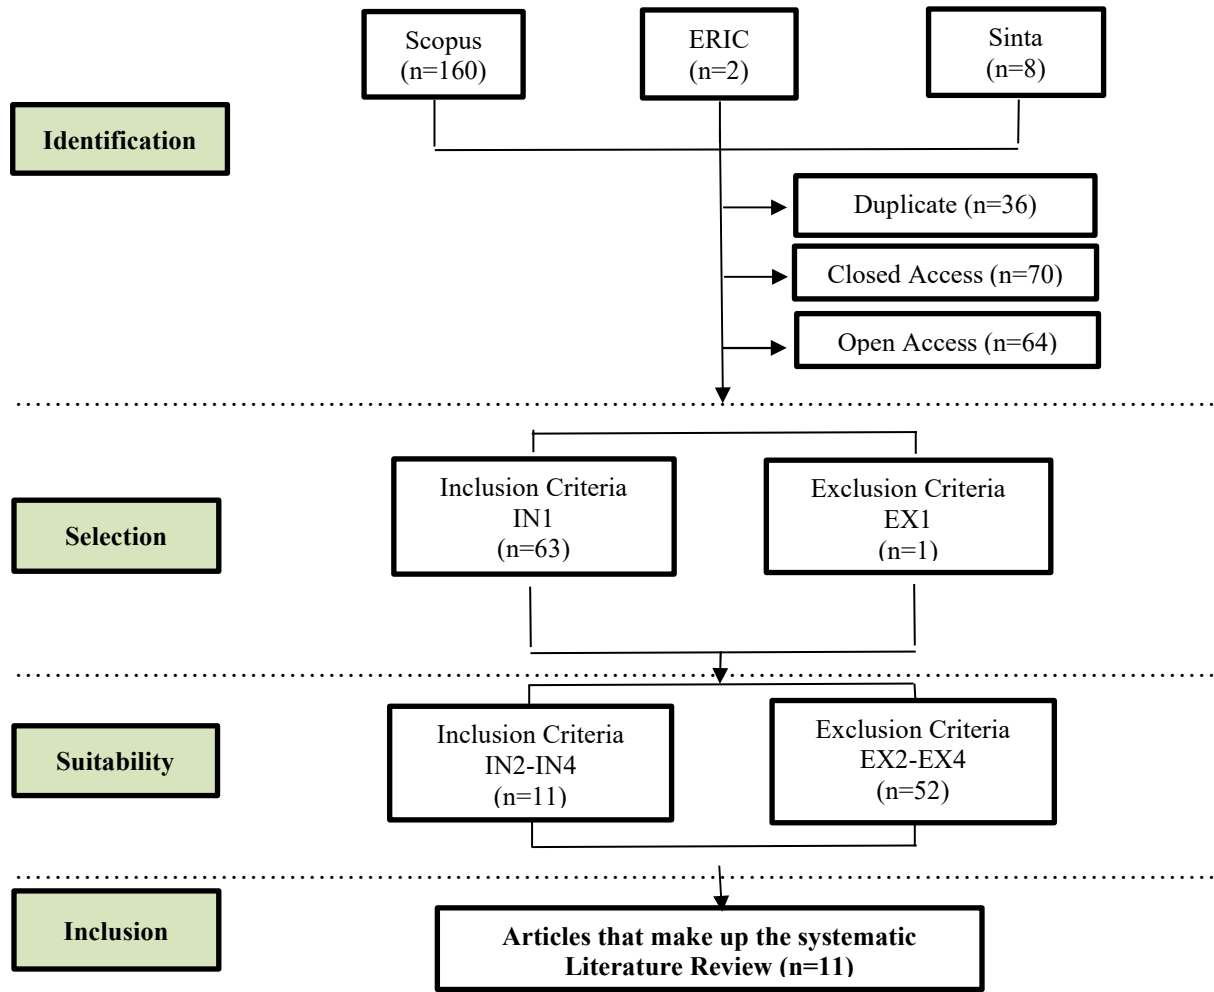 Scopus
(n=160)
ERIC
(n=2)
Sinta
(n=8)
Identification
Duplicate (n=36)
Closed Access (n=70)
Open Access (n=64)
Selection
Inclusion Criteria
IN1
(n=63)
Exclusion Criteria
EX1
(n=1)
Suitability
Inclusion Criteria
IN2-IN4
(n=11)
Exclusion Criteria
EX2-EX4
(n=52)
Inclusion
Articles that make up the systematic
Literature Review (n=11)